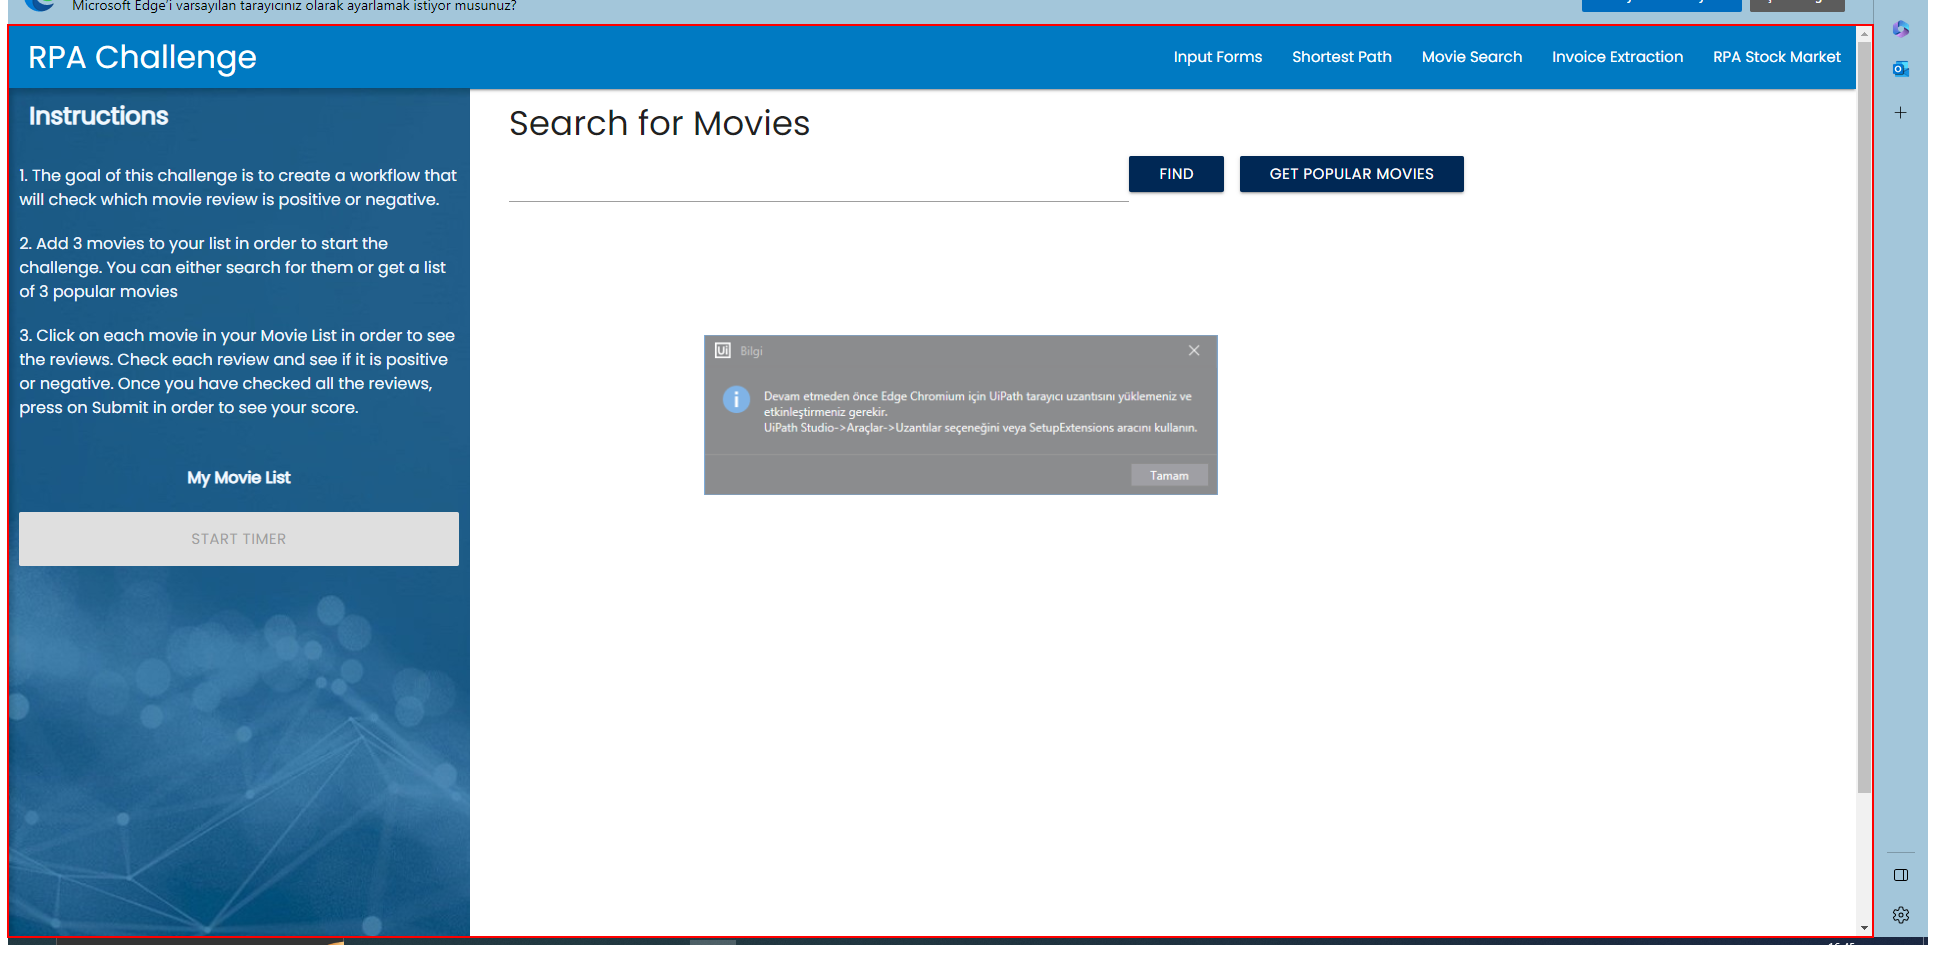 Microsoft Edge'i varsayılan tarayıcınız olarak ayarlamak istiyor musunuz?
RPA Challenge
Input Forms
Shortest Path
Movie Search
Invoice Extraction
RPA Stock Market
Instructions
1. The goal of this challenge is to create a workflow that
will check which movie review is positive or negative.
2. Add 3 movies to your list in order to start the
challenge. You can either search for them or get a list
of 3 popular movies
3. Click on each movie in your Movie List in order to see
the reviews. Check each review and see if it is positive
or negative. Once you have checked all the reviews,
press on Submit in order to see your score.
My Movie List
START TIMER
Search for Movies
FIND
GET POPULAR MOVIES
Ui Bilgi
Devam etmeden önce Edge Chromium için UiPath tarayıcı uzantısını yüklemeniz ve
etkinleştirmeniz gerekir.
UiPath Studio->Araçlar->Uzantılar seçeneğini veya SetupExtensions aracını kullanın.
Tamam